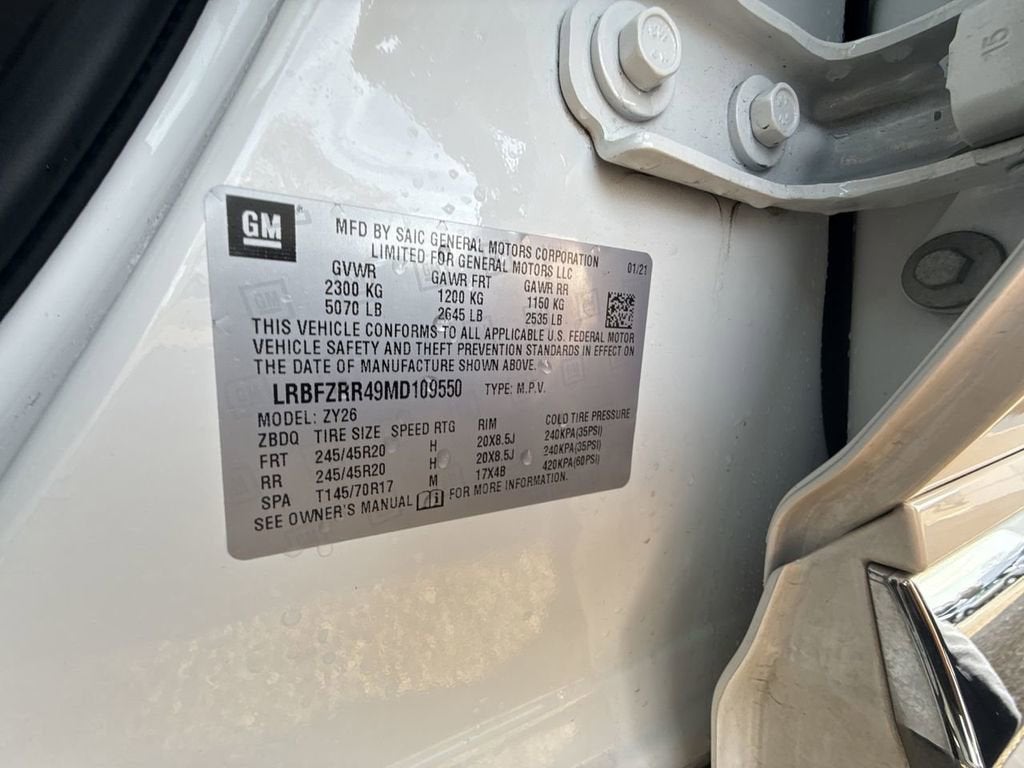 GM
MFD BY SAIC GENERAL MOTORS CORPORATION
LIMITED FOR GENERAL MOTORS LLC
01/21
GVWR GAWR FRT GAWR RR
2300 KG 1200 KG 1150 KG
5070 LB 2645 LB 2535 LB
THIS VEHICLE CONFORMS TO ALL APPLICABLE U.S. FEDERAL MOTOR
VEHICLE SAFETY AND THEFT PREVENTION STANDARDS IN EFFECT ON
THE DATE OF MANUFACTURE SHOWN ABOVE.
LRBFZRR49MD109550 TYPE: M.P.V.
MODEL: ZY26
ZBDQ TIRE SIZE SPEED RTG RIM COLD TIRE PRESSURE
FRT 245/45R20 H 20X8.5J 240KPA(35PSI)
RR 245/45R20 H 20X8.5J 240KPA(35PSI)
SPA T145/70R17 M 17X4B 420KPA(60PSI)
SEE OWNER'S MANUAL FOR MORE INFORMATION.
15